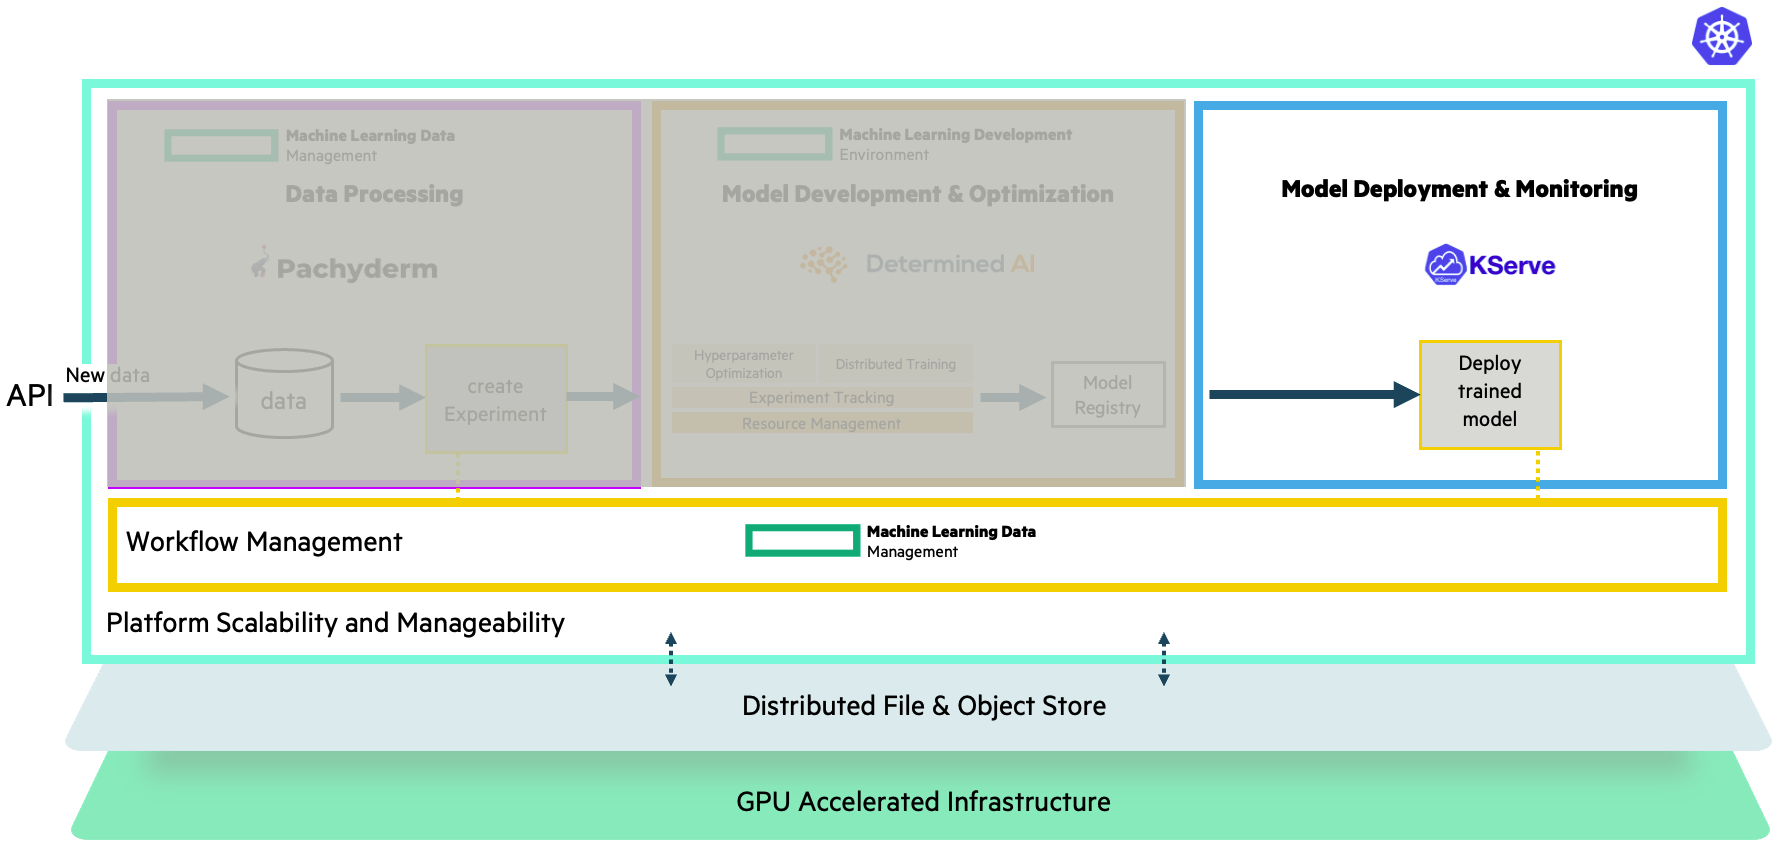 Machine Learning Data
Management
Data Processing
Pachyderm
Machine Learning Development
Environment
Model Development & Optimization
Determined AI
Model Deployment & Monitoring
KServe
KServe
API
New data
data
create
Experiment
Hyperparameter
Optimization
Distributed Training
Experiment Tracking
Resource Management
Model
Registry
Deploy
trained
model
Workflow Management
Machine Learning Data
Management
Platform Scalability and Manageability
Distributed File & Object Store
GPU Accelerated Infrastructure